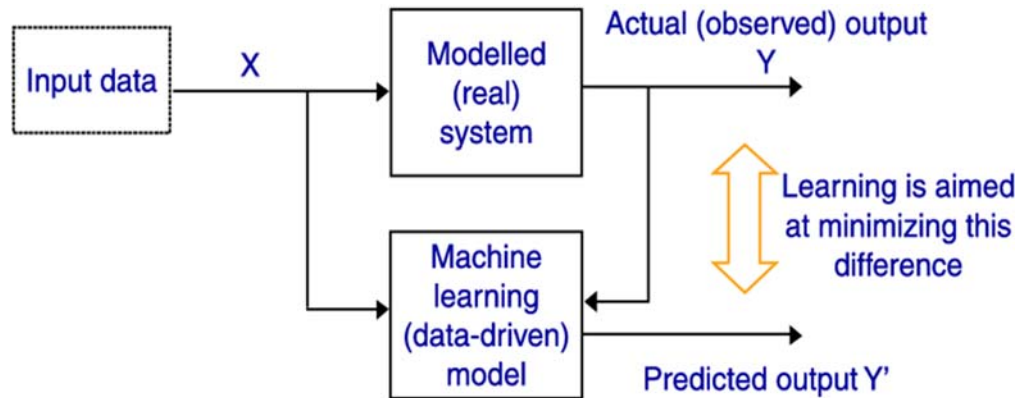 Input data
X
Modelled
(real)
system
Actual (observed) output
Y
Learning is aimed
at minimizing this
difference
Machine
learning
(data-driven)
model
Predicted output Y'